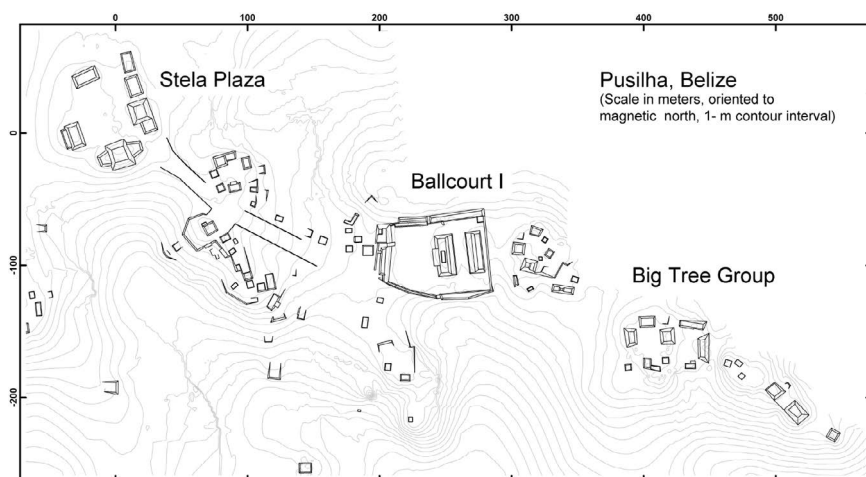 0 100 200 300 400 500
Stela Plaza
Pusilha, Belize
(Scale in meters, oriented to
magnetic north, 1- m contour interval)
0
Ballcourt I
-100
Big Tree Group
-200